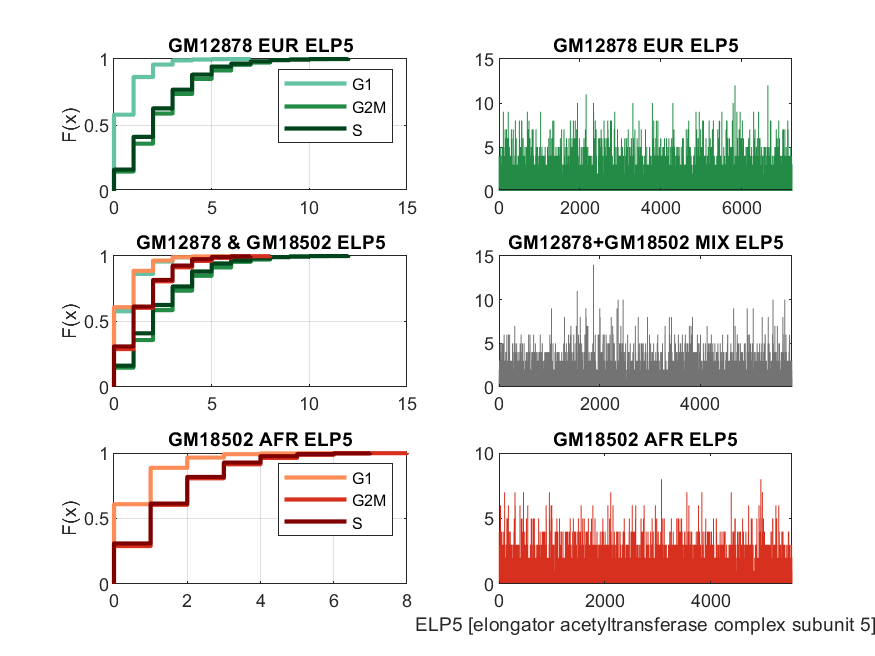 GM12878 EUR ELP5
1
0.5
0
F(x)
0 5 10 15
G1
G2M
S
GM12878 EUR ELP5
15
10
5
0
0 2000 4000 6000
GM12878 & GM18502 ELP5
1
0.5
0
F(x)
0 5 10 15
GM12878+GM18502 MIX ELP5
15
10
5
0
0 2000 4000
GM18502 AFR ELP5
1
0.5
0
F(x)
0 2 4 6 8
G1
G2M
S
GM18502 AFR ELP5
10
5
0
0 2000 4000
ELP5 [elongator acetyltransferase complex subunit 5]